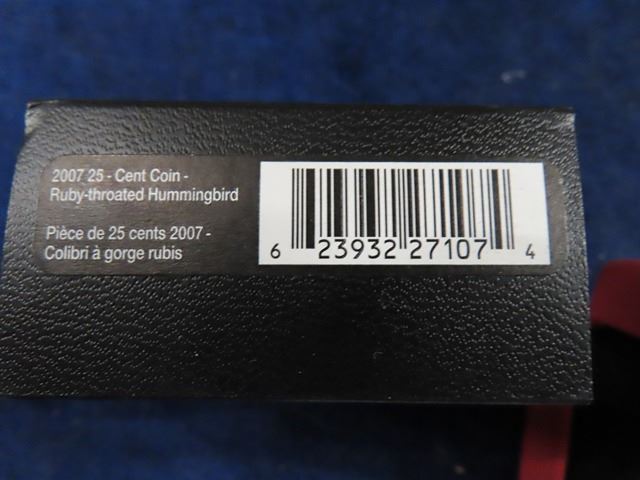 2007 25 - Cent Coin -
Ruby-throated Hummingbird
Pièce de 25 cents 2007 -
Colibri à gorge rubis
6 23932 27107 4